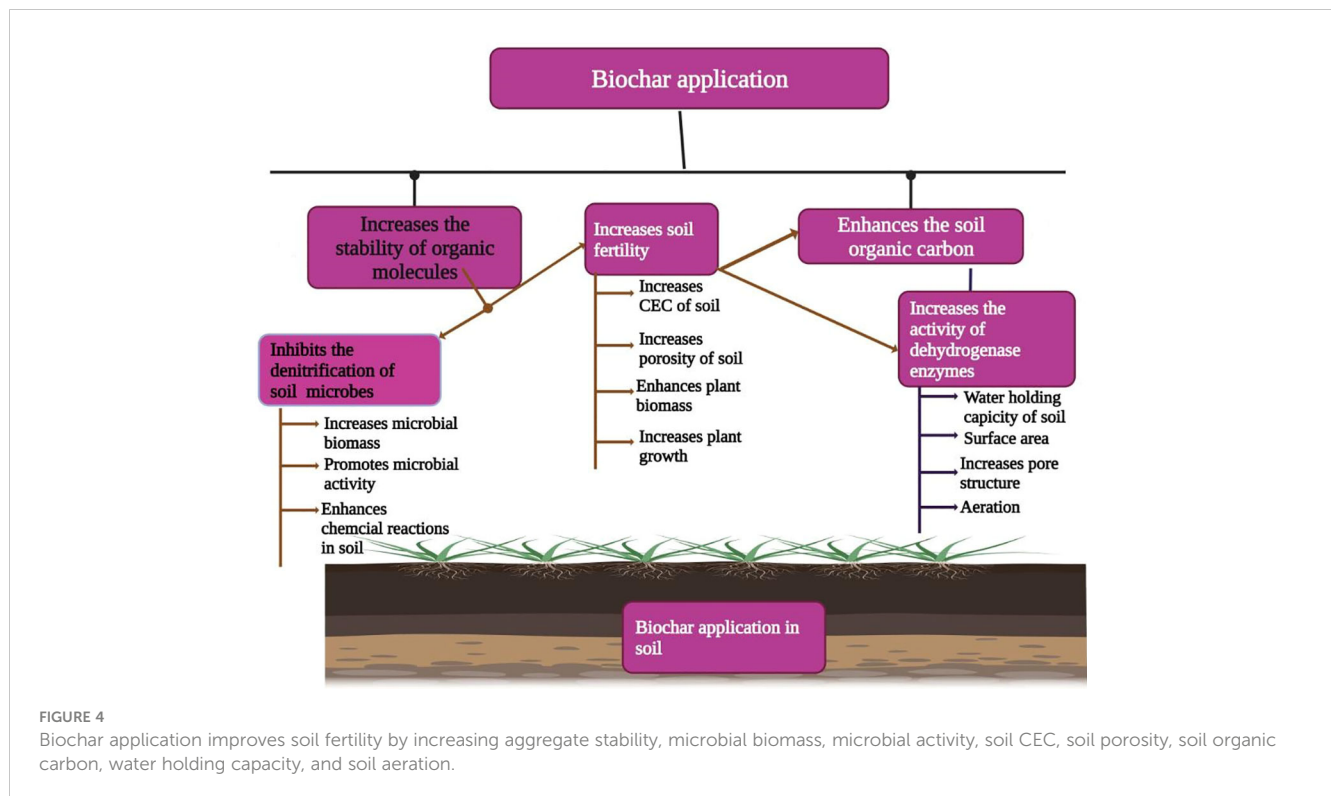 Biochar application
Increases the
stability of organic
molecules
Increases soil
fertility
Enhances the soil
organic carbon
Increases
CEC of soil
Increases
porosity of soil
Enhances plant
biomass
Increases plant
growth
Increases the
activity of
dehydrogenase
enzymes
Inhibits the
denitrification of
soil microbes
Water holding
capicity of soil
Surface area
Increases pore
structure
Aeration
Increases microbial
biomass
Promotes microbial
activity
Enhances
chemcial reactions
in soil
Biochar application in
soil
FIGURE 4
Biochar application improves soil fertility by increasing aggregate stability, microbial biomass, microbial activity, soil CEC, soil porosity, soil organic
carbon, water holding capacity, and soil aeration.